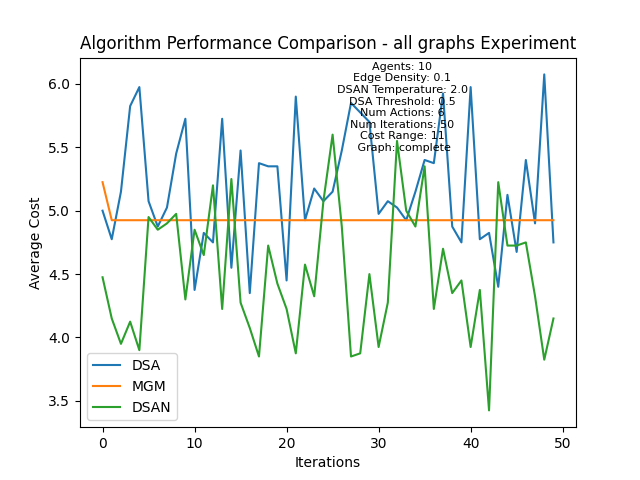 Algorithm Performance Comparison - all graphs Experiment
Agents: 10
Edge Density: 0.1
DSAN Temperature: 2.0
DSA Threshold: 0.5
Num Actions: 6
Num Iterations: 50
Cost Range: 11
Graph: complete
6.0
5.5
5.0
4.5
4.0
3.5
Average Cost
DSA
MGM
DSAN
0 10 20 30 40 50
Iterations